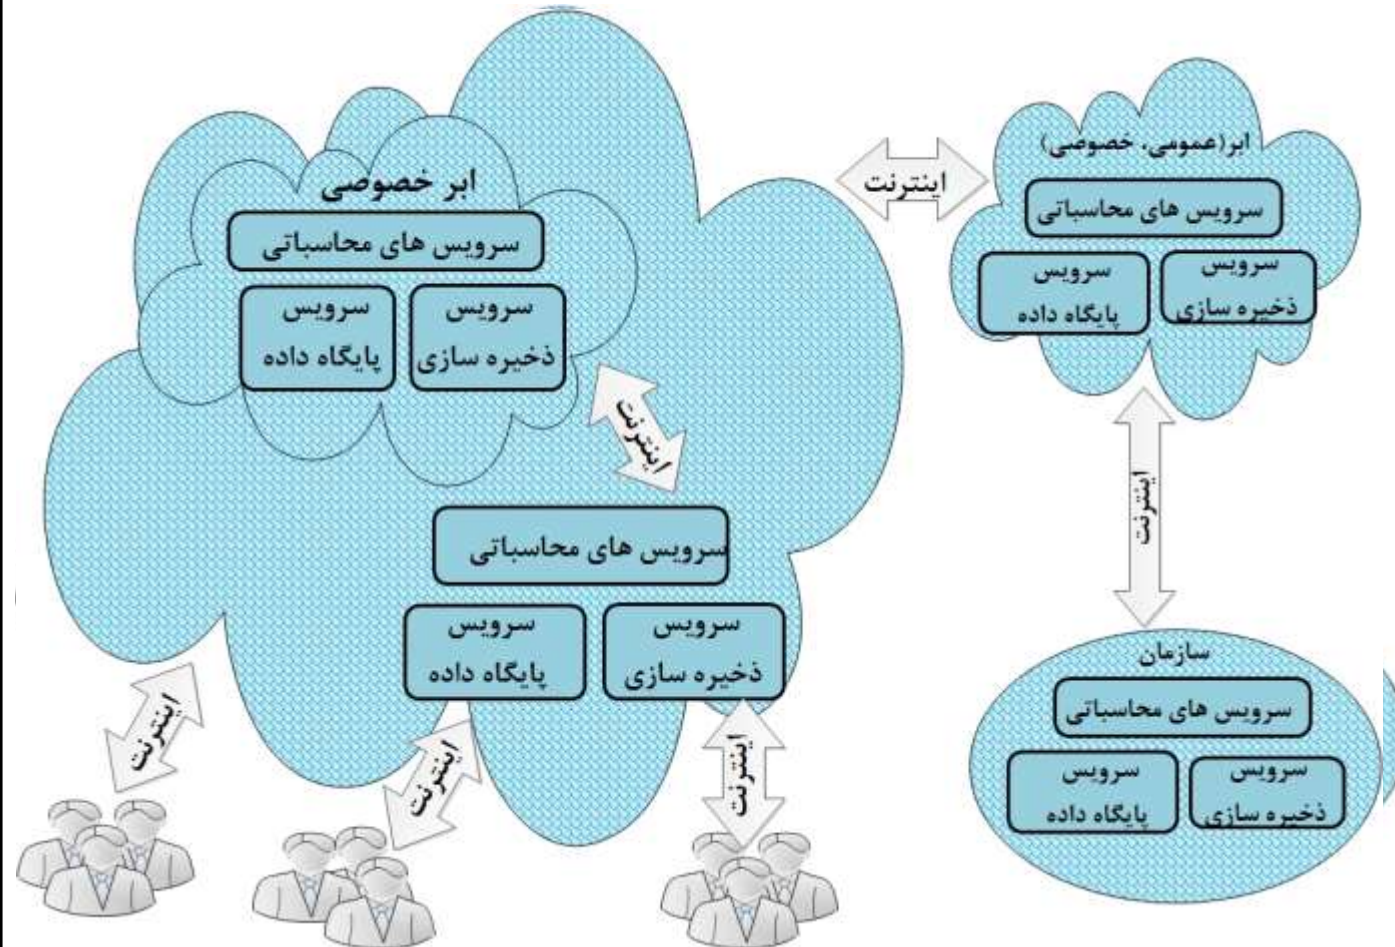 ابر خصوصی
سرویس های محاسباتی
سرویس
ذخیره سازی
سرویس
پایگاه داده
اینترنت
سرویس های محاسباتی
سرویس
ذخیره سازی
سرویس
پایگاه داده
اینترنت
اینترنت
اینترنت
اینترنت
ابر(عمومی، خصوصی)
سرویس های محاسباتی
سرویس
ذخیره سازی
سرویس
پایگاه داده
اینترنت
سازمان
سرویس های محاسباتی
سرویس
ذخیره سازی
سرویس
پایگاه داده